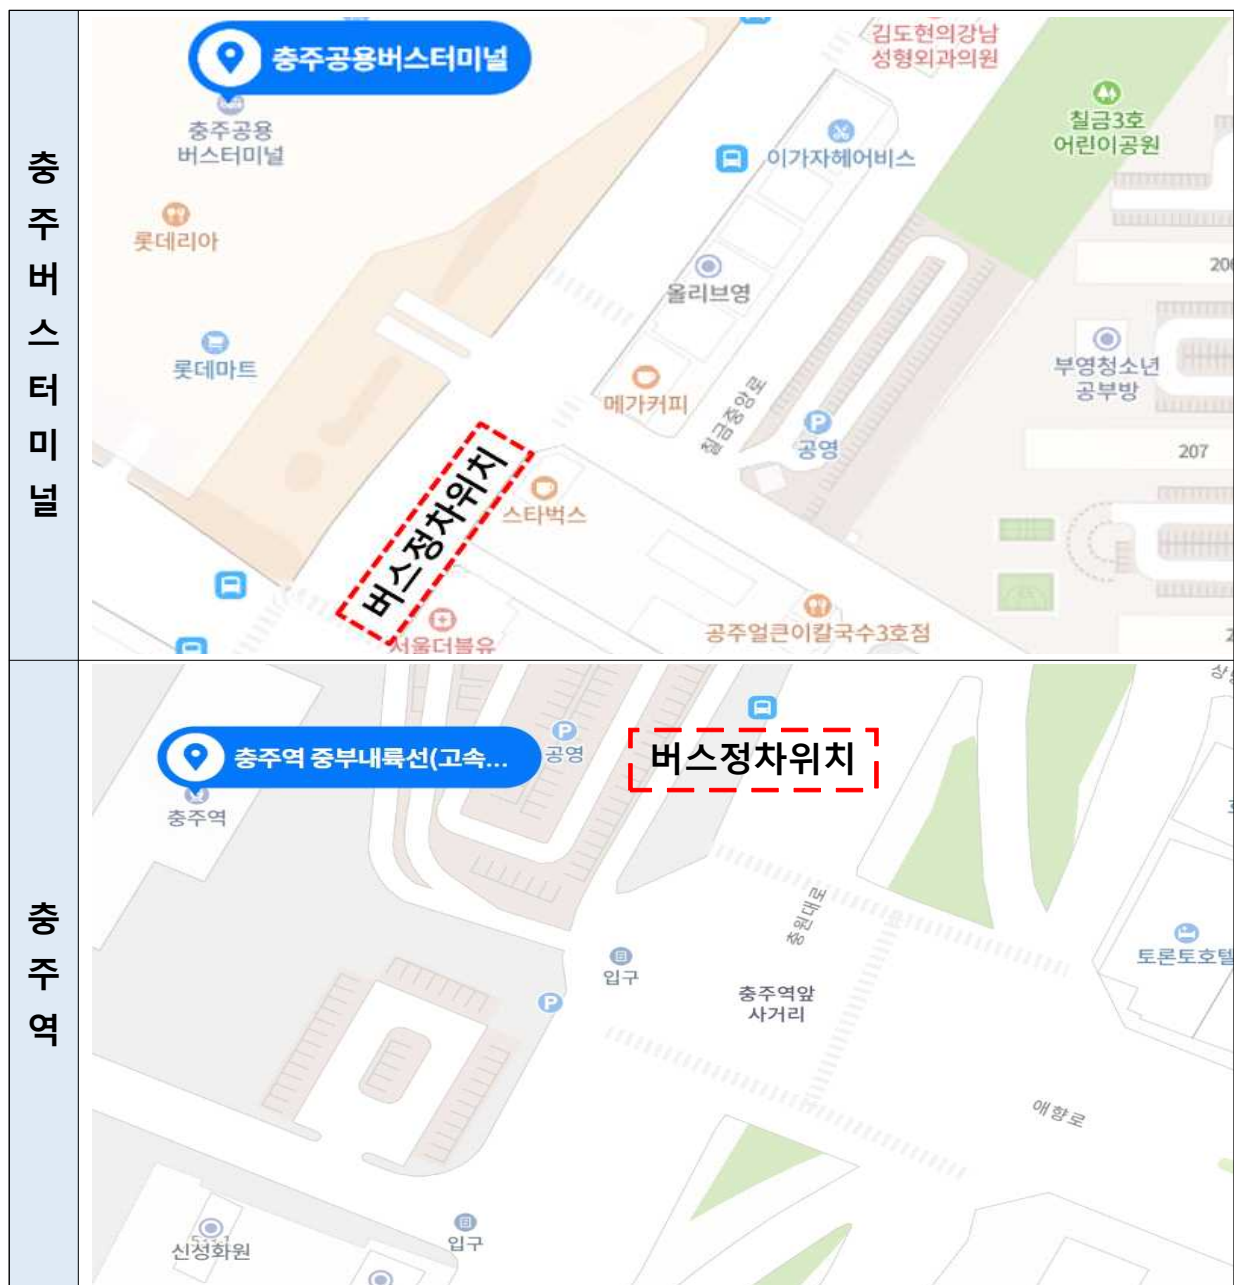 충주버스터미널
충주공용버스터미널
충주공용
버스터미널
김도현의강남
성형외과의원
칠금3호
어린이공원
이가자헤어비스
롯데리아
올리브영
206
롯데마트
부영청소년
공부방
메가커피
칠금중앙로
P
공영
207
버스정차위치
스타벅스
공주얼큰이칼국수3호점
서울더블유
충주역
충주역 중부내륙선(고속...
P
공영
버스정차위치
충주역
충원대로
토론토호텔
입구
P
충주역앞
사거리
애향로
신성화원
입구